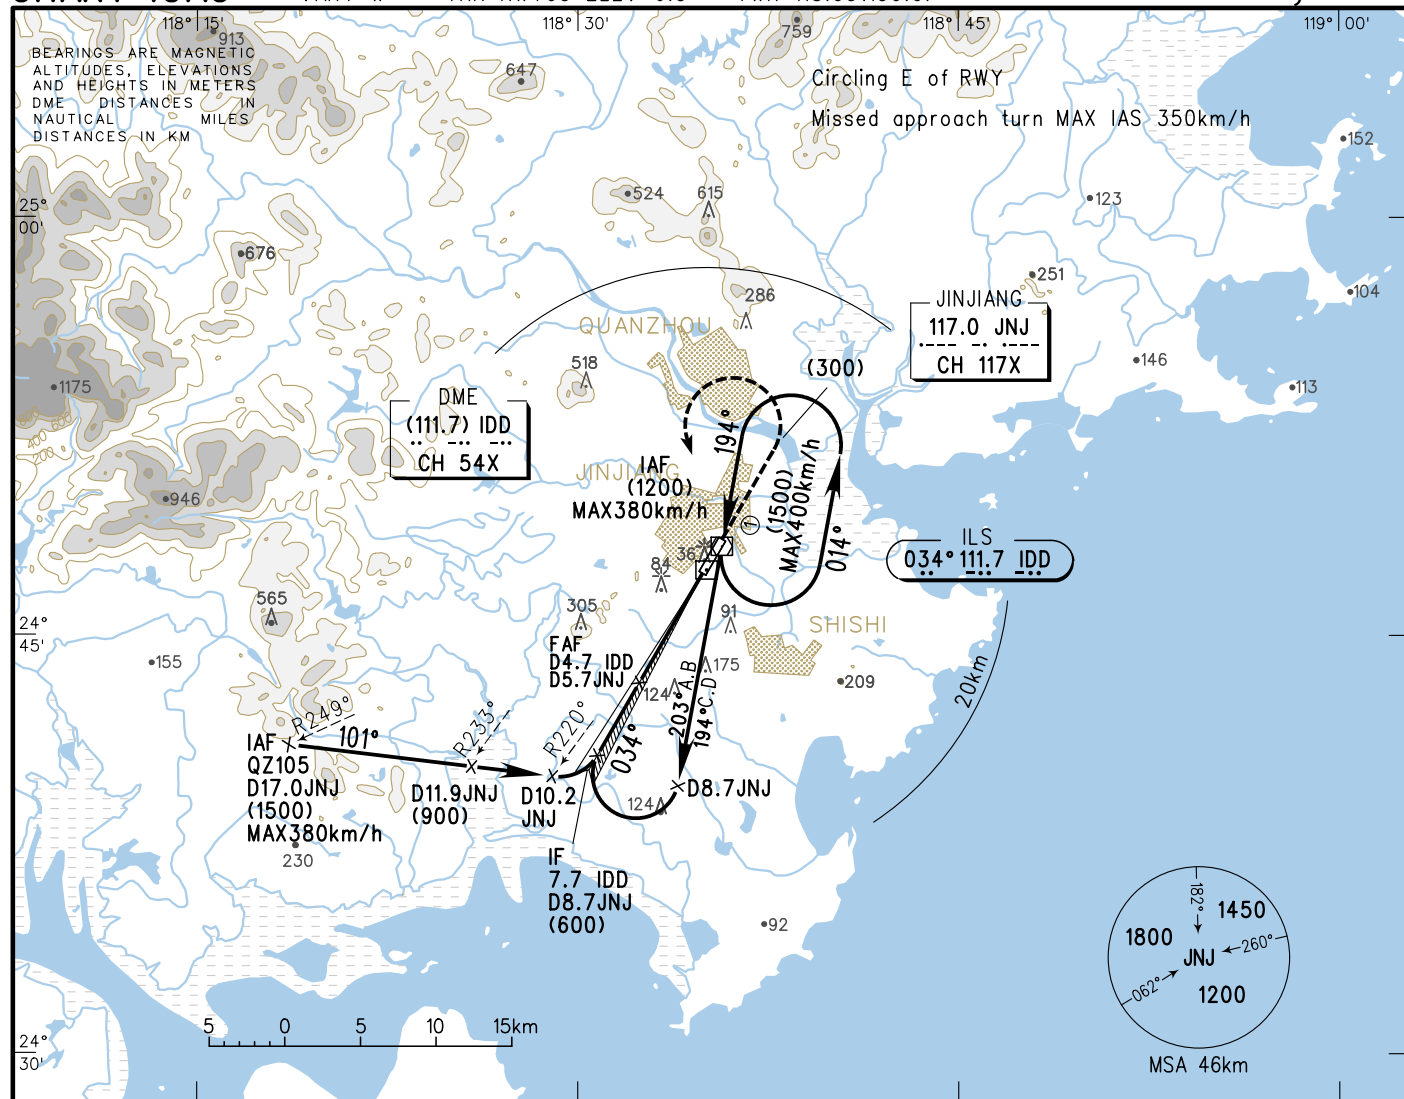 118° 15'
118° 30'
118° 45'
119° 00'
BEARINGS ARE MAGNETIC
ALTITUDES, ELEVATIONS
AND HEIGHTS IN METERS
DME DISTANCES IN
NAUTICAL MILES
DISTANCES IN KM
913
647
759
Circling E of RWY
Missed approach turn MAX IAS 350km/h
152
524
615
123
25°
00'
676
251
104
286
JINJIANG
117.0 JNJ
CH 117X
QUANZHOU
518
(300)
146
113
1175
DME
(111.7) IDD
CH 54X
400
600
200
194°
JINJIANG
IAF
(1200)
MAX380km/h
946
(1500)
MAX400km/h
014°
1
ILS
034° 111.7 IDD
36
84
565
305
91
SHISHI
24°
45'
FAF
D4.7 IDD
D5.7JNJ
155
175
124
209
20km
203°A.B
194°C.D
034°
R249°
101°
R233°
R220°
IAF
QZ105
D17.0JNJ
(1500)
MAX380km/h
D11.9JNJ
(900)
D10.2
JNJ
D8.7JNJ
124
230
IF
7.7 IDD
D8.7JNJ
(600)
92
182°
1450
1800
JNJ
260°
062°
1200
MSA 46km
5 0 5 10 15km
24°
30'